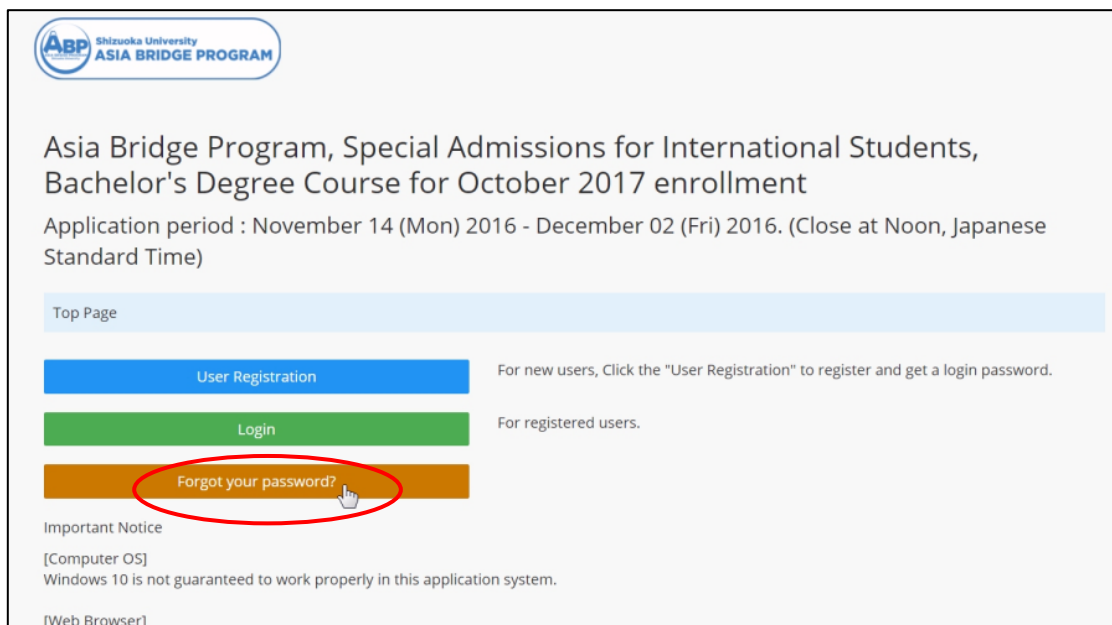 ABP
Shizuoka University
ASIA BRIDGE PROGRAM
Asia Bridge Program, Special Admissions for International Students,
Bachelor's Degree Course for October 2017 enrollment
Application period : November 14 (Mon) 2016 - December 02 (Fri) 2016. (Close at Noon, Japanese
Standard Time)
Top Page
User Registration
For new users, Click the "User Registration" to register and get a login password.
Login
For registered users.
Forgot your password?
Important Notice
[Computer OS]
Windows 10 is not guaranteed to work properly in this application system.
[Web Browser]